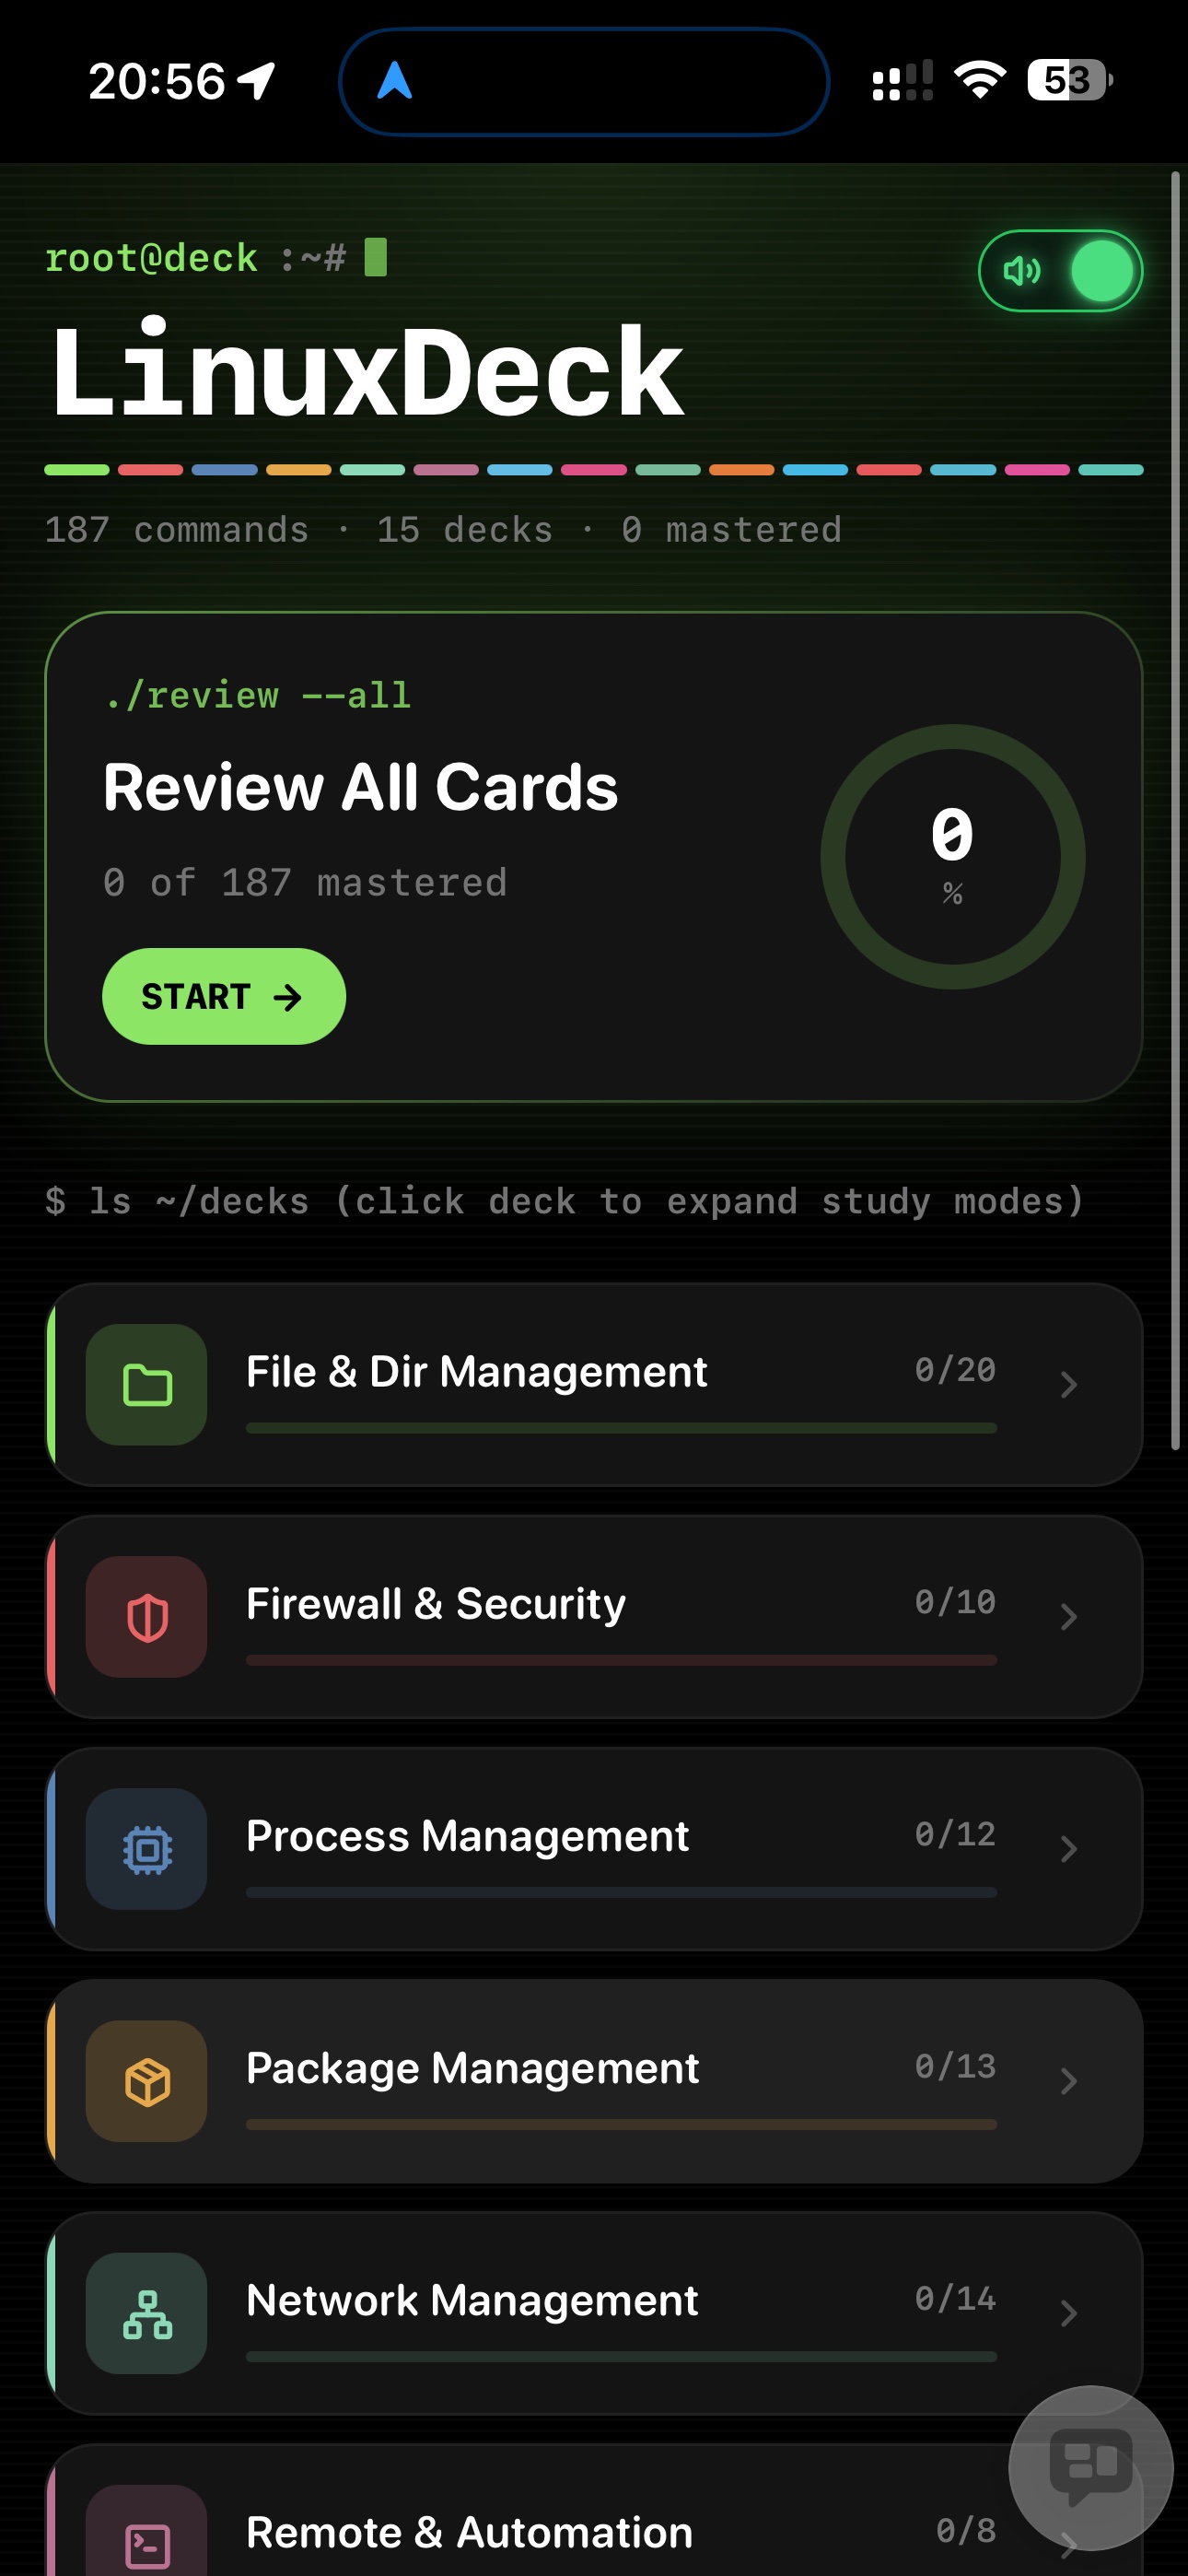 20:56
53
root@deck :~#
LinuxDeck
187 commands · 15 decks · 0 mastered
./review --all
Review All Cards
0 of 187 mastered
0
%
START →
$ ls ~/decks (click deck to expand study modes)
File & Dir Management 0/20
Firewall & Security 0/10
Process Management 0/12
Package Management 0/13
Network Management 0/14
Remote & Automation 0/8